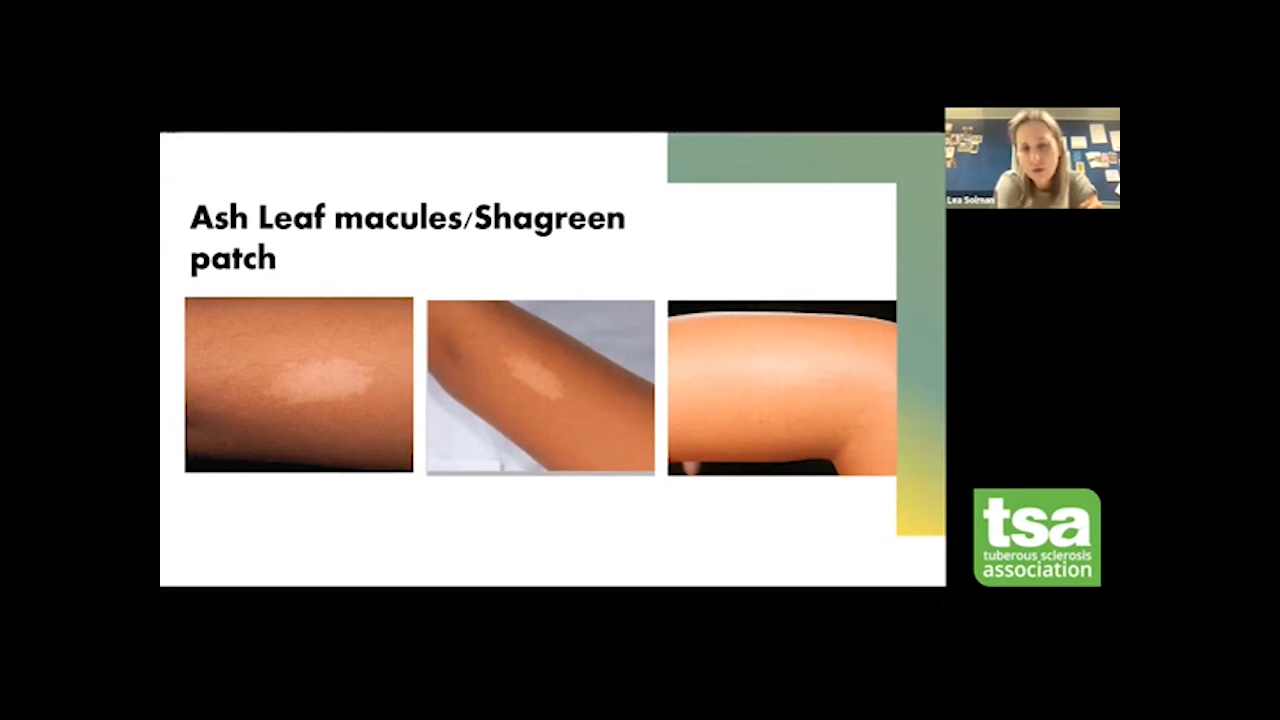 Ash Leaf macules/Shagreen
patch
Lea Soiman
tsa
tuberous sclerosis
association